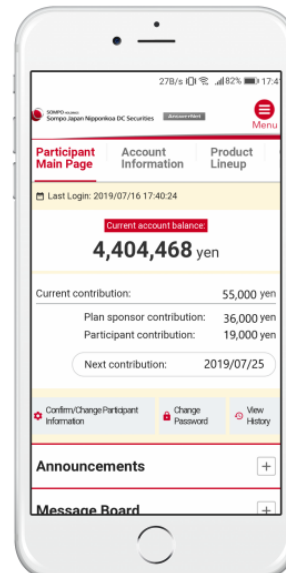 27B/s 82% 17:4
SOMPO HOLDINGS
Sompo Japan Nipponkoa DC Securities
Menu
Participant Main Page
Account Information
Product Lineup
Last Login: 2019/07/16 17:40:24
Current account balance:
4,404,468 yen
Current contribution: 55,000 yen
Plan sponsor contribution: 36,000 yen
Participant contribution: 19,000 yen
Next contribution: 2019/07/25
Confirm/Change Participant Information
Change Password
View History
Announcements
Message Board